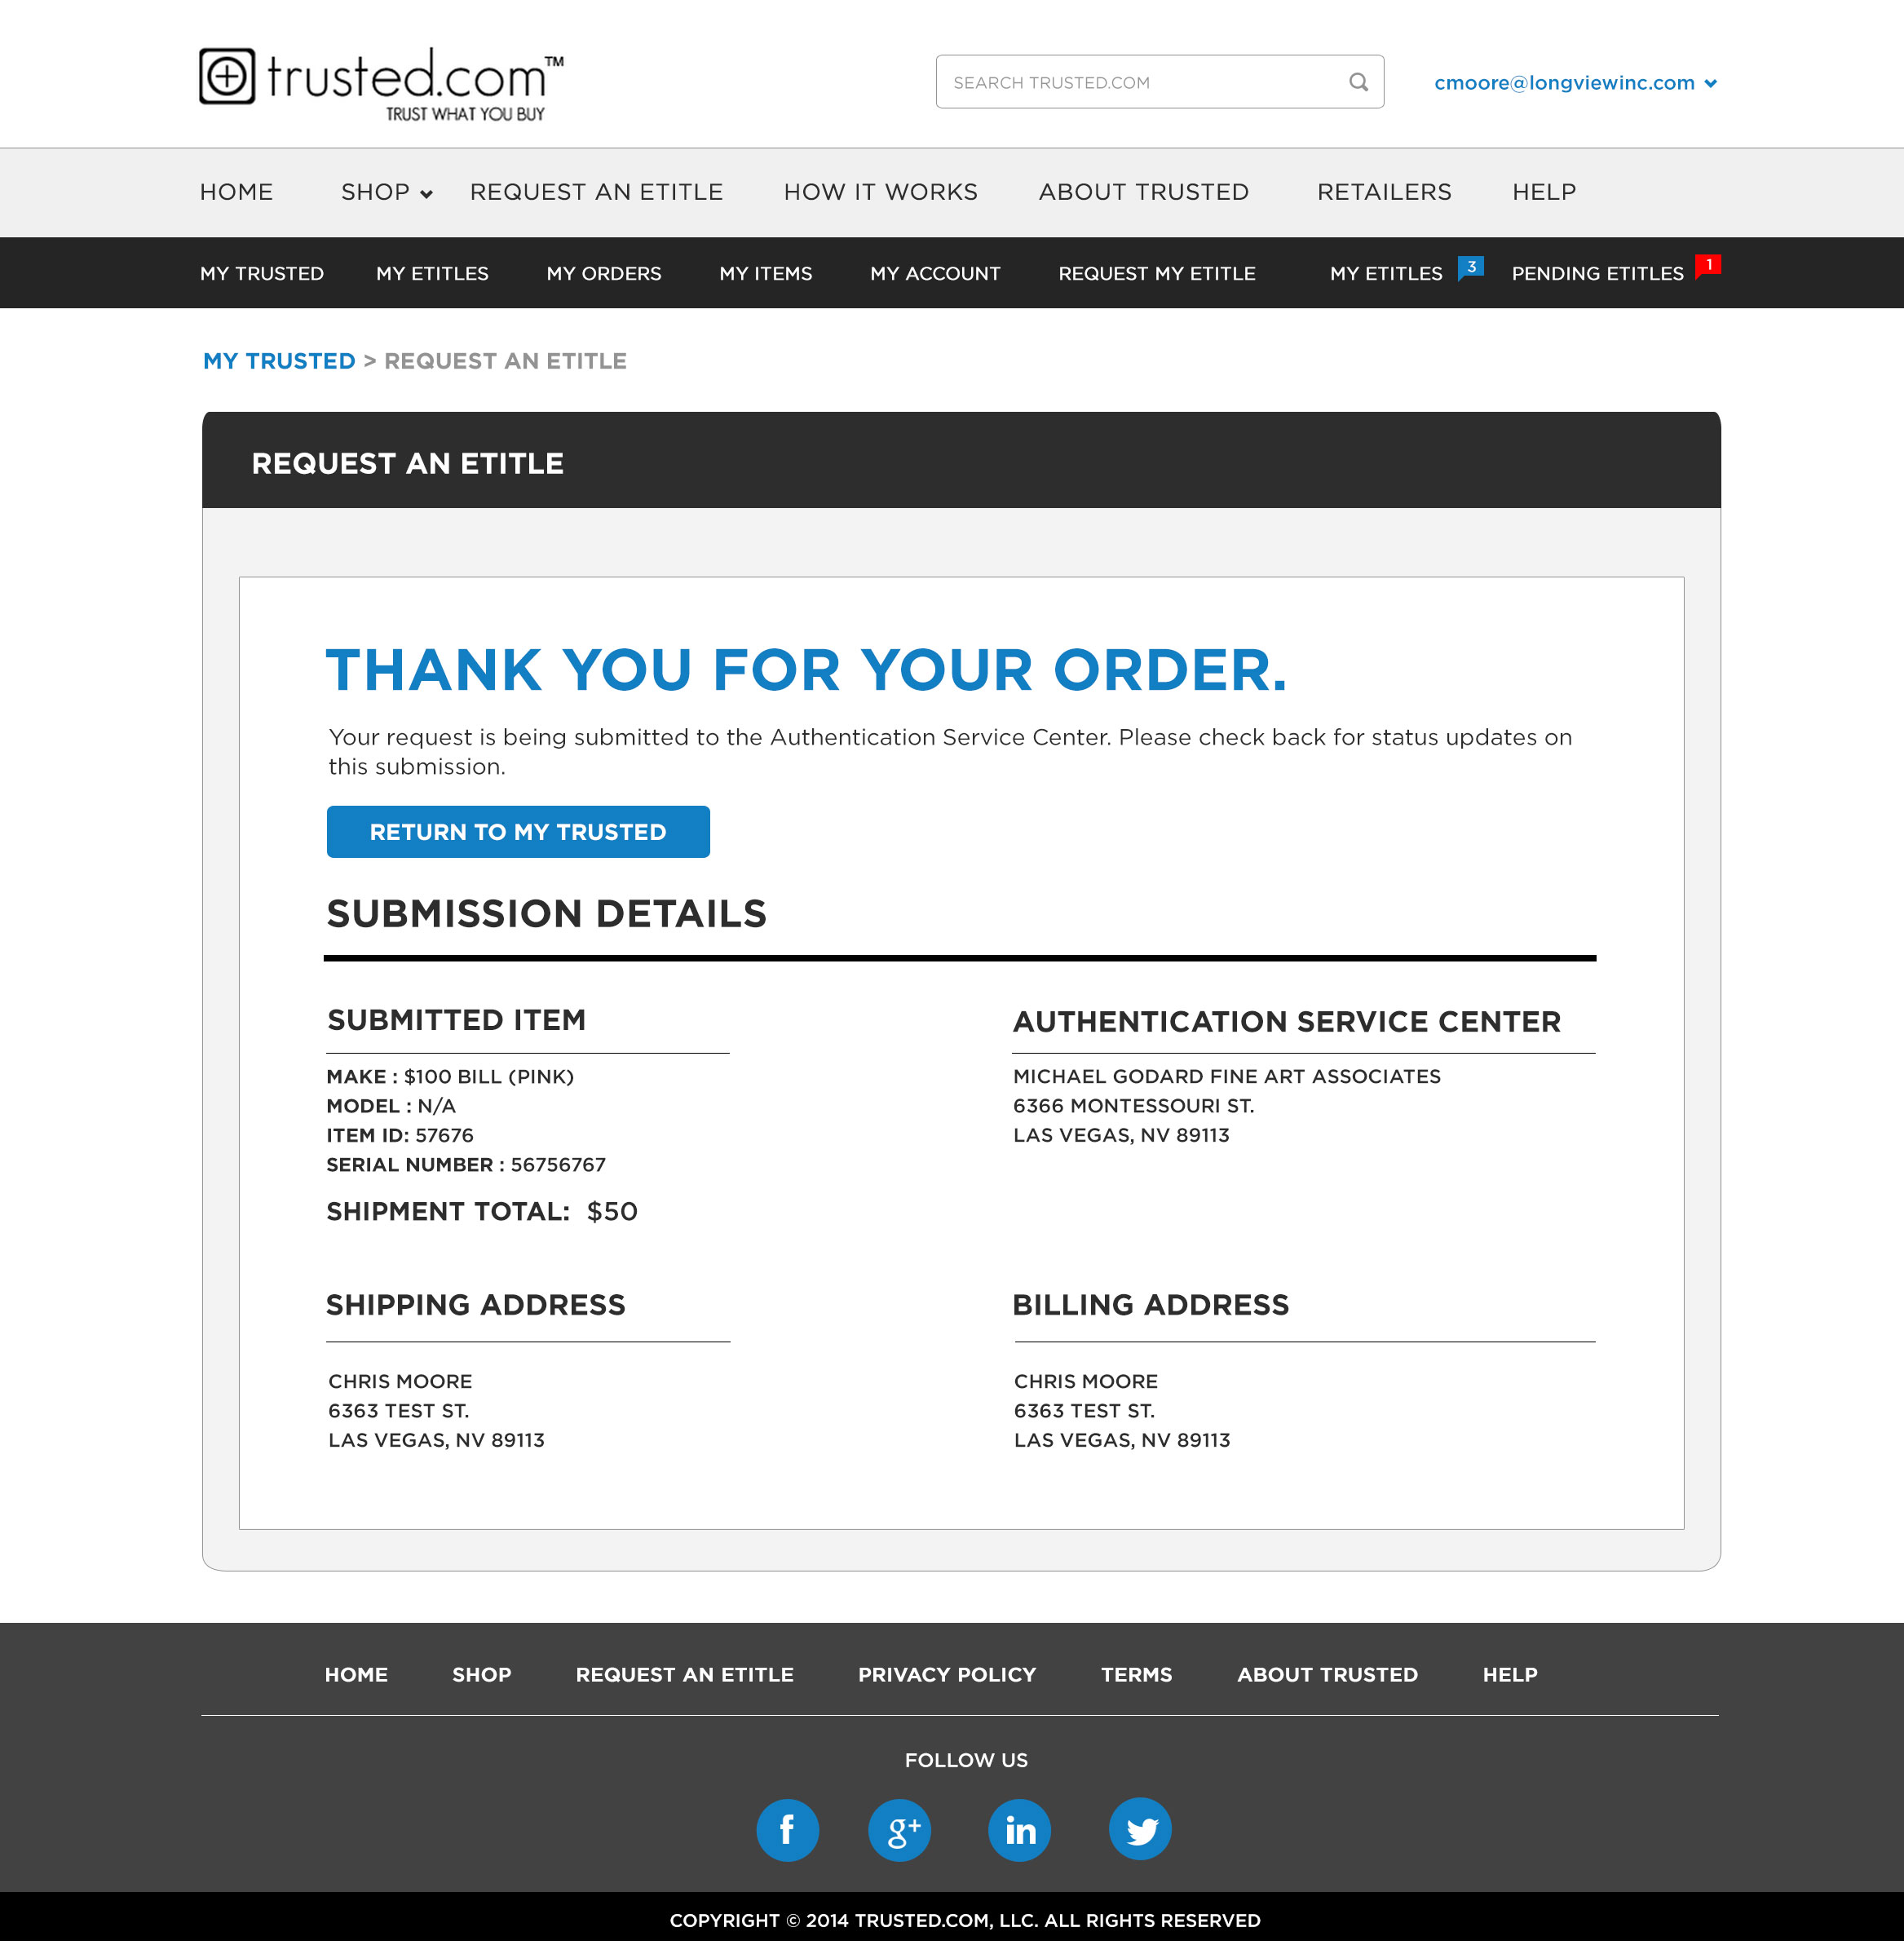 trusted.com™
TRUST WHAT YOU BUY
SEARCH TRUSTED.COM
cmoore@longviewinc.com
HOME SHOP REQUEST AN ETITLE HOW IT WORKS ABOUT TRUSTED RETAILERS HELP
MY TRUSTED MY ETITLES MY ORDERS MY ITEMS MY ACCOUNT REQUEST MY ETITLE MY ETITLES 3 PENDING ETITLES 1
MY TRUSTED > REQUEST AN ETITLE
REQUEST AN ETITLE
THANK YOU FOR YOUR ORDER.
Your request is being submitted to the Authentication Service Center. Please check back for status updates on
this submission.
RETURN TO MY TRUSTED
SUBMISSION DETAILS
SUBMITTED ITEM
MAKE : $100 BILL (PINK)
MODEL : N/A
ITEM ID: 57676
SERIAL NUMBER : 56756767
SHIPMENT TOTAL: $50
AUTHENTICATION SERVICE CENTER
MICHAEL GODARD FINE ART ASSOCIATES
6366 MONTESSOURI ST.
LAS VEGAS, NV 89113
SHIPPING ADDRESS
CHRIS MOORE
6363 TEST ST.
LAS VEGAS, NV 89113
BILLING ADDRESS
CHRIS MOORE
6363 TEST ST.
LAS VEGAS, NV 89113
HOME SHOP REQUEST AN ETITLE PRIVACY POLICY TERMS ABOUT TRUSTED HELP
FOLLOW US
f g+ in
COPYRIGHT © 2014 TRUSTED.COM, LLC. ALL RIGHTS RESERVED